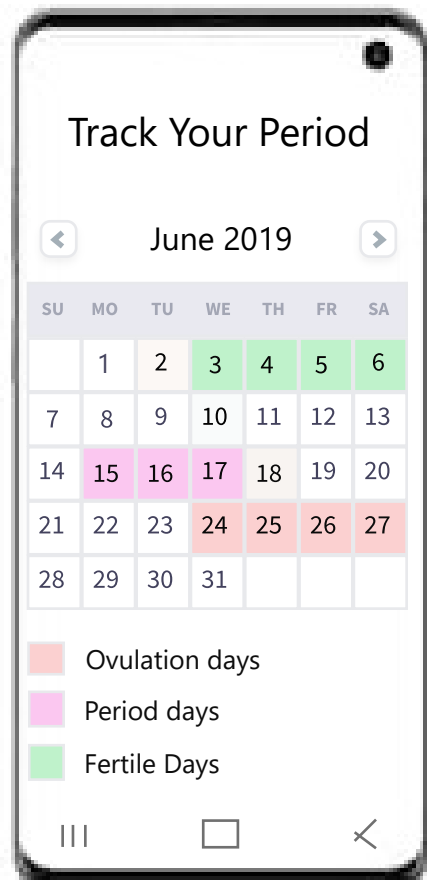 Track Your Period
June 2019
SU MO TU WE TH FR SA
1 2 3 4 5 6
7 8 9 10 11 12 13
14 15 16 17 18 19 20
21 22 23 24 25 26 27
28 29 30 31
Ovulation days
Period days
Fertile Days